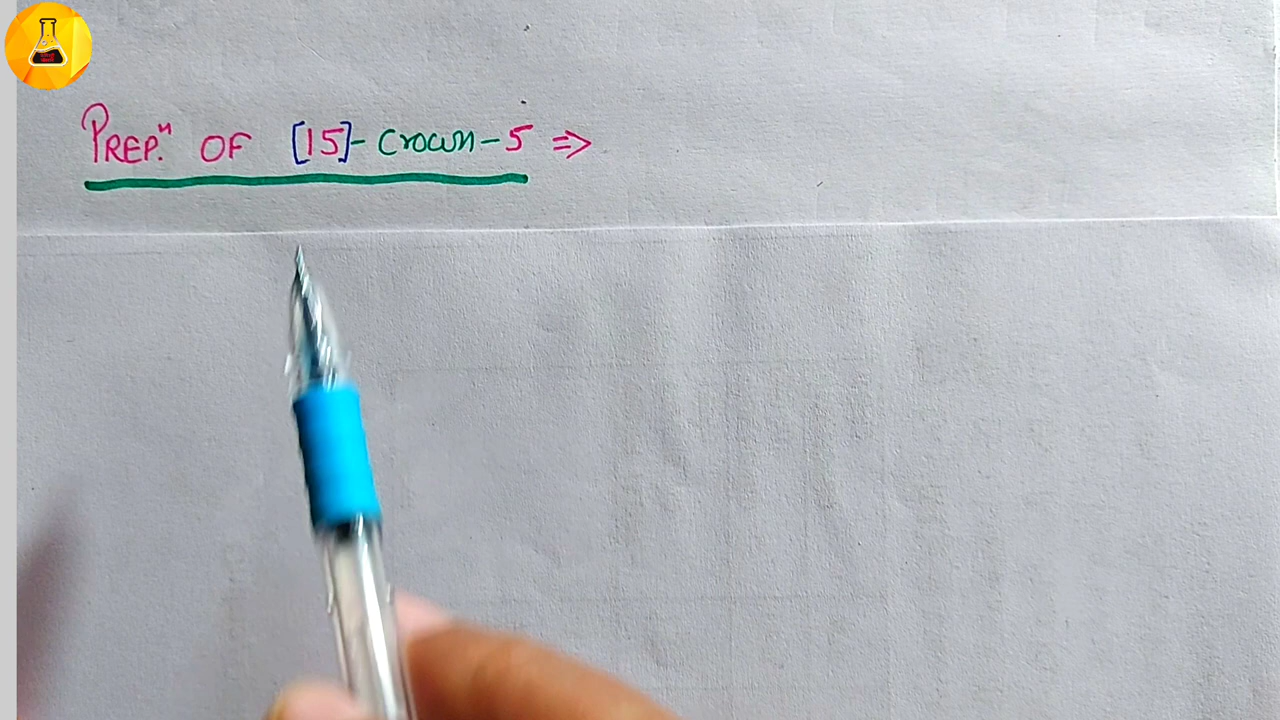 PREP.ⁿ OF [15]-Crown-5 ⇒